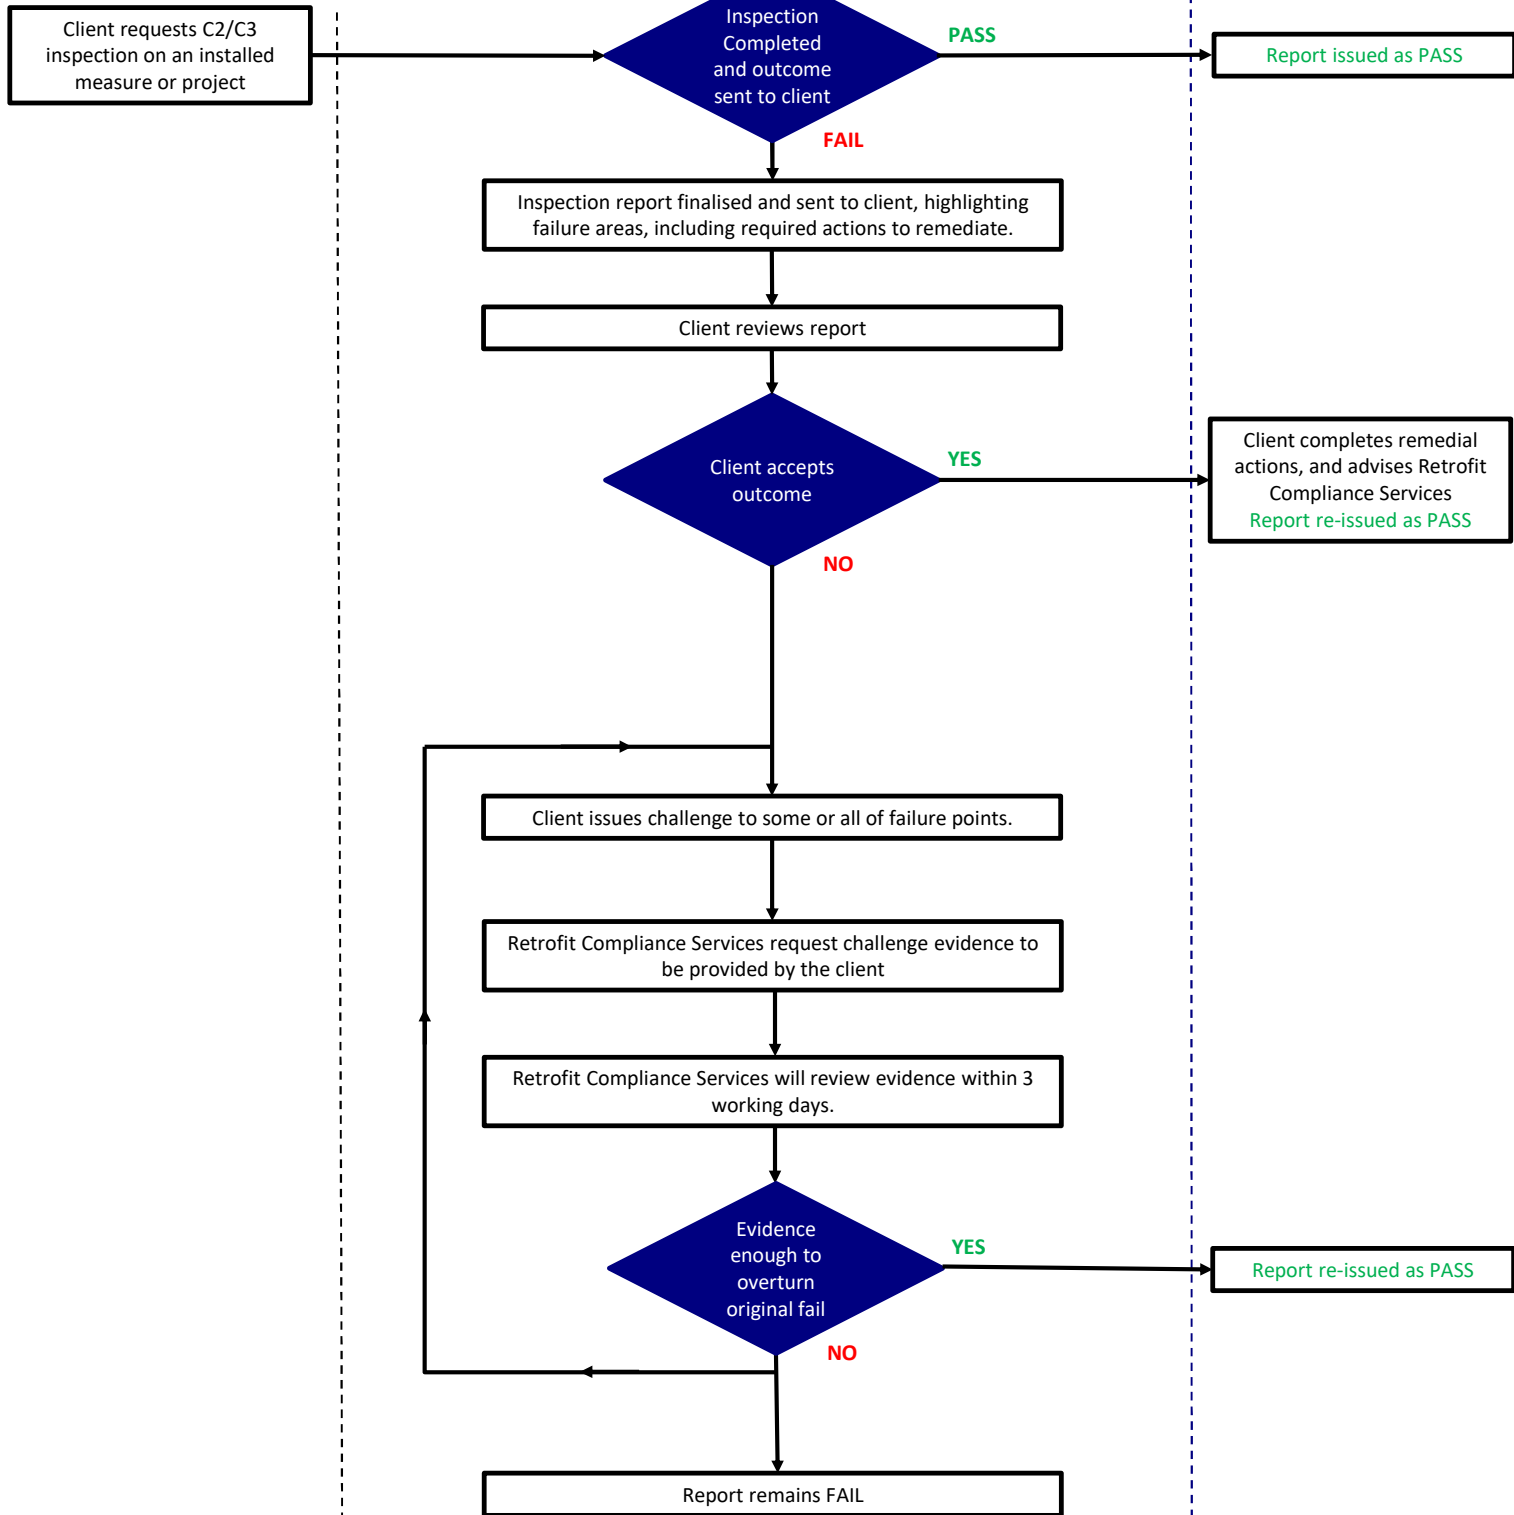 Client requests C2/C3
inspection on an installed
measure or project
Inspection
Completed
and outcome
sent to client
PASS
Report issued as PASS
FAIL
Inspection report finalised and sent to client, highlighting
failure areas, including required actions to remediate.
Client reviews report
Client accepts
outcome
YES
Client completes remedial
actions, and advises Retrofit
Compliance Services
Report re-issued as PASS
NO
Client issues challenge to some or all of failure points.
Retrofit Compliance Services request challenge evidence to
be provided by the client
Retrofit Compliance Services will review evidence within 3
working days.
Evidence
enough to
overturn
original fail
YES
Report re-issued as PASS
NO
Report remains FAIL